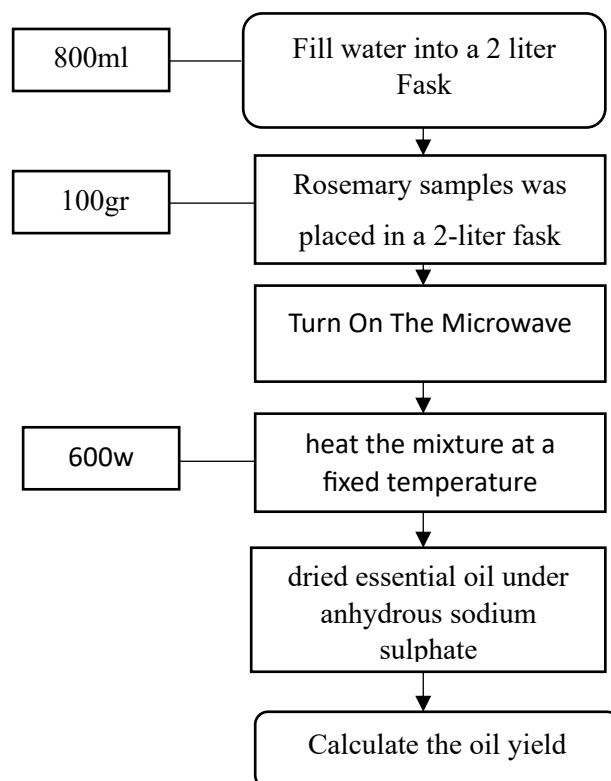 800ml
Fill water into a 2 liter
Fask
100gr
Rosemary samples was
placed in a 2-liter fask
Turn On The Microwave
600w
heat the mixture at a
fixed temperature
dried essential oil under
anhydrous sodium
sulphate
Calculate the oil yield